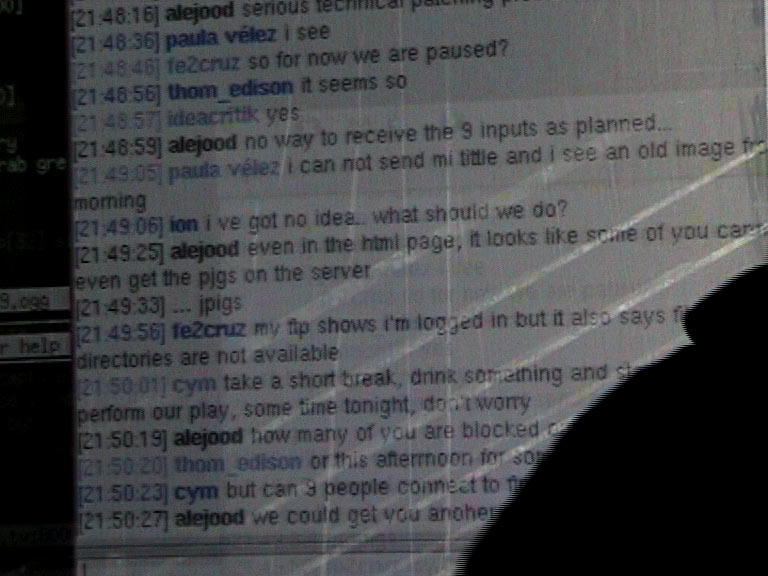 [21:48:16] alejood serious technical
[21:48:36] paula vélez i see
[21:48:46] fe2cruz so for now we are paused?
[21:48:56] thom_edison it seems so
[21:48:57] ideacritik yes
[21:48:59] alejood no way to receive the 9 inputs as planned...
[21:49:05] paula vélez i can not send mi tittle and i see an old image
morning
[21:49:06] ion i ve got no idea.. what should we do?
[21:49:25] alejood even in the html page, it looks like some of you
even get the pjgs on the server
[21:49:33] ... jpigs
[21:49:56] fe2cruz my ftp shows i'm logged in but it also says
directories are not available
[21:50:01] cym take a short break, drink something and
perform our play, some time tonight, don't worry
[21:50:19] alejood how many of you are blocked
[21:50:20] thom_edison or this afternoon for
[21:50:23] cym but can 9 people connect to
[21:50:27] alejood we could get you
9.ogg
r help